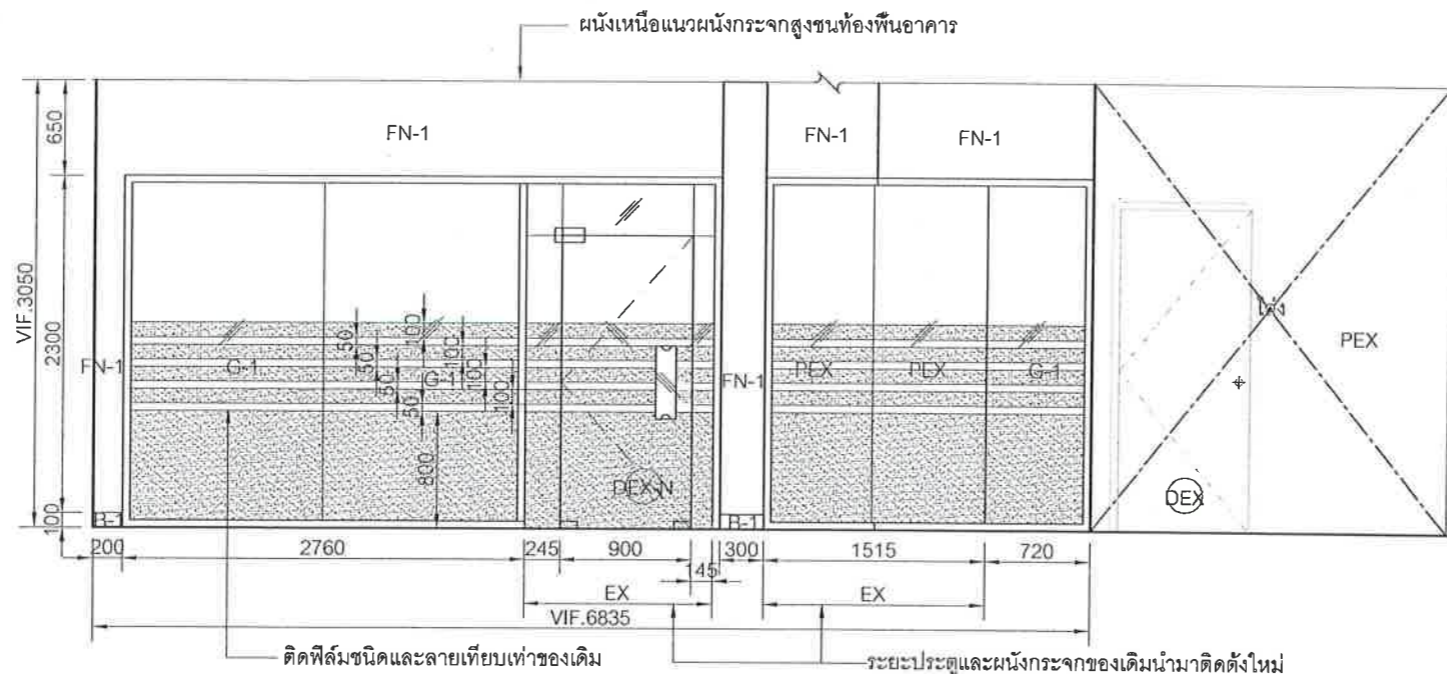 ผนังเหนือแนวผนังกระจกสูงชนท้องพื้นอาคาร
650
FN-1
FN-1
FN-1
VIF.3050
2300
FN-1
G-1
50
50
50
50
100
100
100
100
G-1
FN-1
PEX
PEX
G-1
PEX
800
DEX-N
DEX
100
B-1
B-1
200
2760
245
900
145
300
1515
720
EX
EX
VIF.6835
ติดฟิล์มชนิดและลายเทียบเท่าของเดิม
ระยะประตูและผนังกระจกของเดิมนำมาติดตั้งใหม่